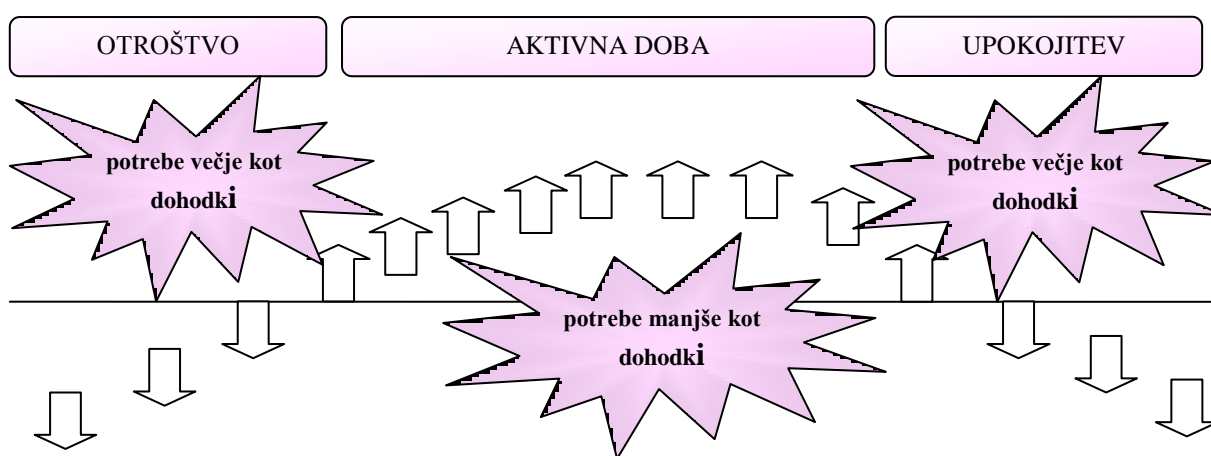 OTROŠTVO
AKTIVNA DOBA
UPOKOJITEV
potrebe večje kot
dohodki
potrebe manjše kot
dohodki
potrebe večje kot
dohodki